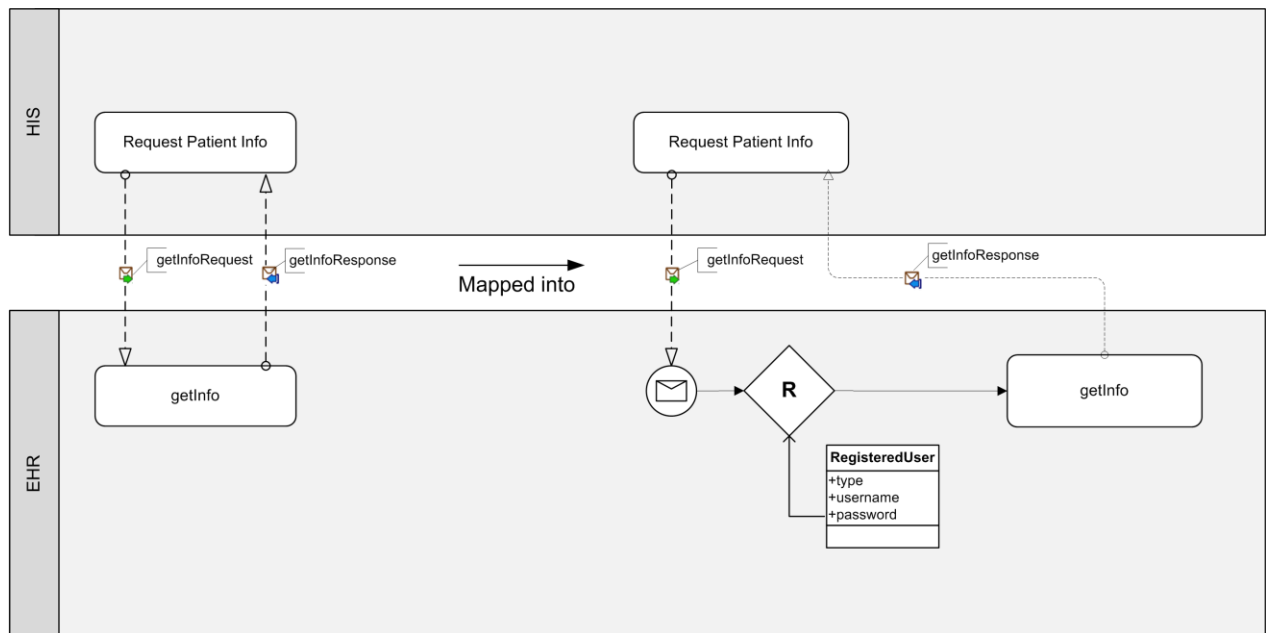 HIS
Request Patient Info
Request Patient Info
getInfoRequest
getInfoResponse
Mapped into
getInfoRequest
getInfoResponse
EHR
getInfo
R
getInfo
RegisteredUser
+type
+username
+password